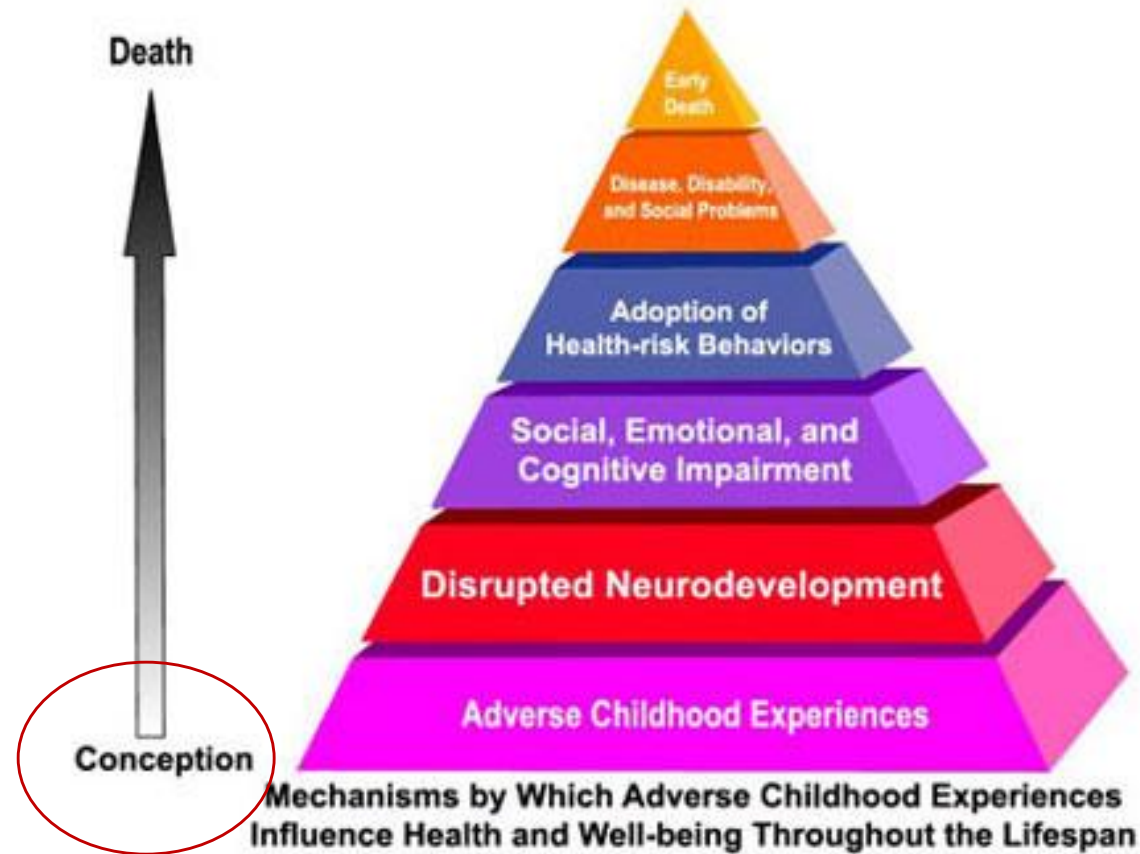 Death
Early
Death
Disease, Disability,
and Social Problems
Adoption of
Health-risk Behaviors
Social, Emotional, and
Cognitive Impairment
Disrupted Neurodevelopment
Adverse Childhood Experiences
Conception
Mechanisms by Which Adverse Childhood Experiences
Influence Health and Well-being Throughout the Lifespan